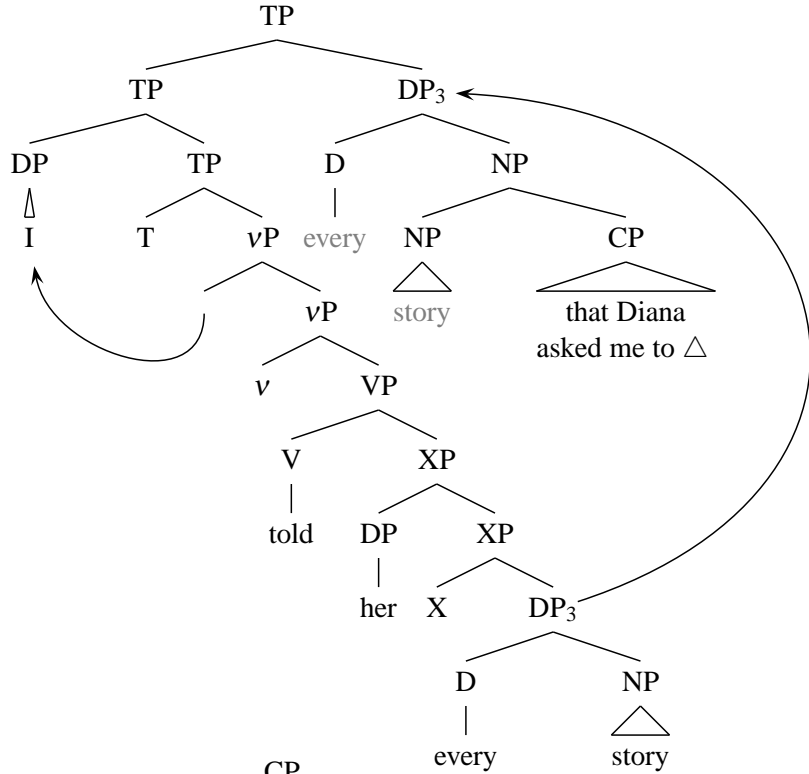 TP
TP DP₃
DP TP D NP
I T vP every NP CP
vP story that Diana
asked me to △
v VP
V XP
told DP XP
her X DP₃
D NP
every story
CP